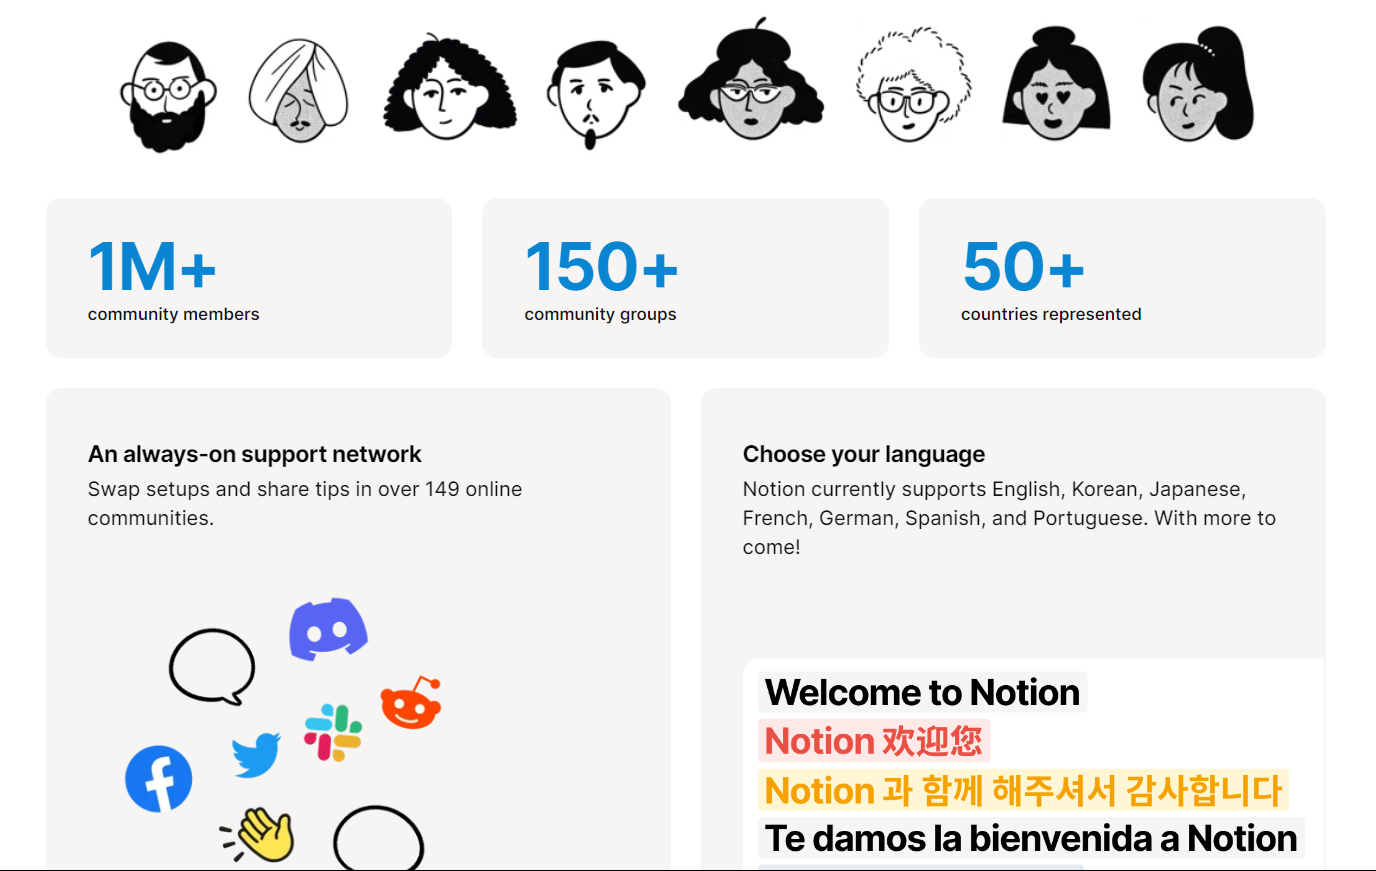 1M+
community members
150+
community groups
50+
countries represented
An always-on support network
Swap setups and share tips in over 149 online
communities.
Choose your language
Notion currently supports English, Korean, Japanese,
French, German, Spanish, and Portuguese. With more to
come!
Welcome to Notion
Notion 欢迎您
Notion 과 함께 해주셔서 감사합니다
Te damos la bienvenida a Notion